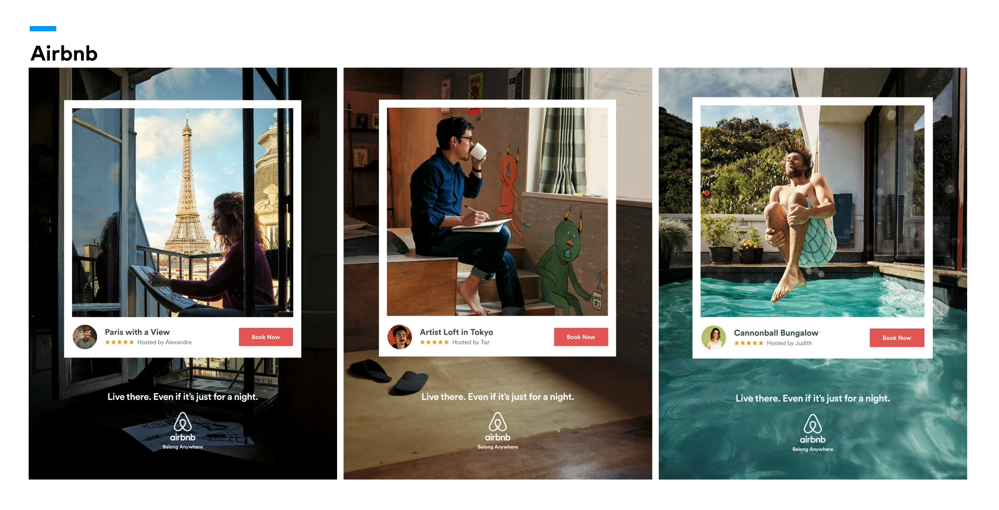 Airbnb
Paris with a View
★★★★★ Hosted by Alexandre
Book Now
Live there. Even if it's just for a night.
airbnb
Belong Anywhere
Artist Loft in Tokyo
★★★★★ Hosted by Taz
Book Now
Live there. Even if it's just for a night.
airbnb
Belong Anywhere
Cannonball Bungalow
★★★★★ Hosted by Judith
Book Now
Live there. Even if it's just for a night.
airbnb
Belong Anywhere